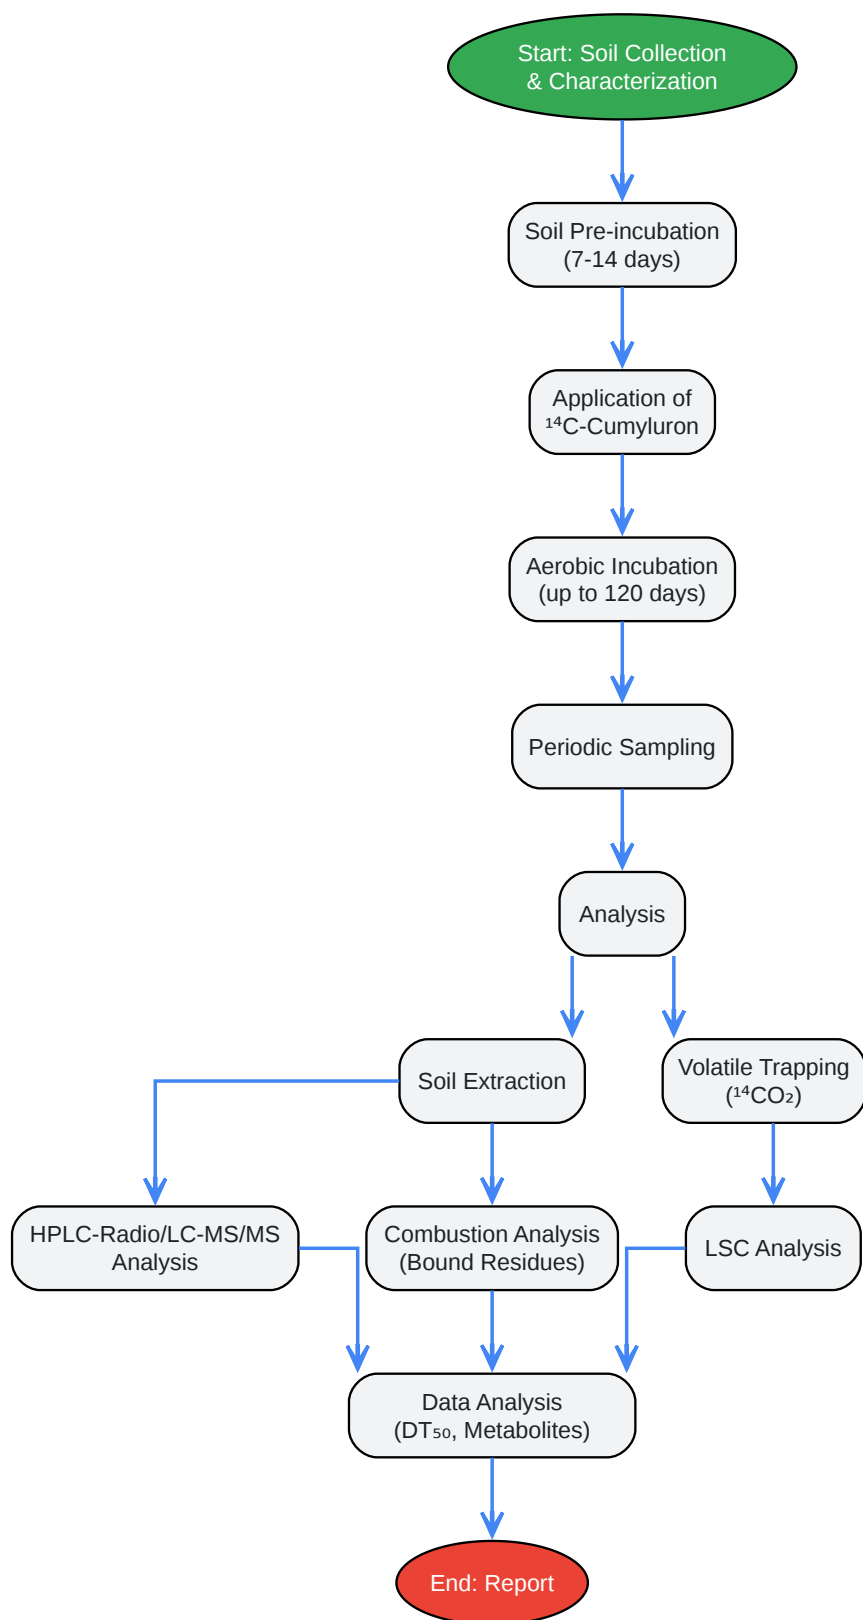 Start: Soil Collection
& Characterization
Soil Pre-incubation
(7-14 days)
Application of
¹⁴C-Cumyluron
Aerobic Incubation
(up to 120 days)
Periodic Sampling
Analysis
Soil Extraction
Volatile Trapping
(¹⁴CO₂)
HPLC-Radio/LC-MS/MS
Analysis
Combustion Analysis
(Bound Residues)
LSC Analysis
Data Analysis
(DT₅₀, Metabolites)
End: Report